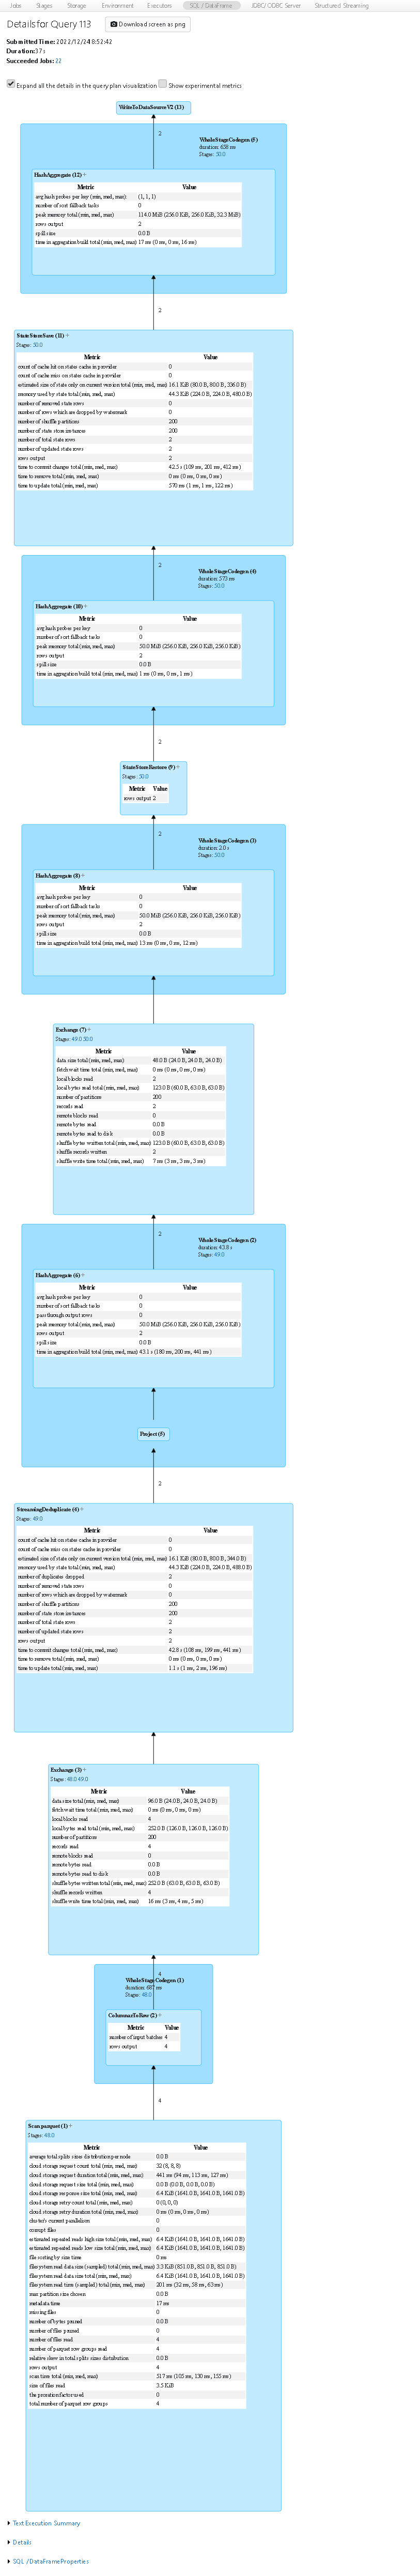 Jobs Stages Storage Environment Executors SQL / DataFrame JDBC/ODBC Server Structured Streaming
Details for Query 113
Download screen as png
Submitted Time: 2022/12/24 8:52:42
Duration: 37 s
Succeeded Jobs: 22
Expand all the details in the query plan visualization Show experimental metrics
WriteToDataSourceV2 (13)
2
WholeStageCodegen (5)
duration: 658 ms
Stage: 50.0
HashAggregate (12) +
Metric Value
avg hash probes per key (min, med, max) (1, 1, 1)
number of sort fallback tasks 0
peak memory total (min, med, max) 114.0 MiB (256.0 KiB, 256.0 KiB, 32.3 MiB)
rows output 2
spill size 0.0 B
time in aggregation build total (min, med, max) 17 ms (0 ms, 0 ms, 16 ms)
2
StateStoreSave (11) +
Stage: 50.0
Metric Value
count of cache hit on states cache in provider 0
count of cache miss on states cache in provider 0
estimated size of state only on current version total (min, med, max) 16.1 KiB (80.0 B, 80.0 B, 336.0 B)
memory used by state total (min, med, max) 44.3 KiB (224.0 B, 224.0 B, 480.0 B)
number of removed state rows 0
number of rows which are dropped by watermark 0
number of shuffle partitions 200
number of state store instances 200
number of total state rows 2
number of updated state rows 2
rows output 2
time to commit changes total (min, med, max) 42.5 s (109 ms, 201 ms, 412 ms)
time to remove total (min, med, max) 0 ms (0 ms, 0 ms, 0 ms)
time to update total (min, med, max) 570 ms (1 ms, 1 ms, 122 ms)
2
WholeStageCodegen (4)
duration: 573 ms
Stage: 50.0
HashAggregate (10) +
Metric Value
avg hash probes per key 0
number of sort fallback tasks 0
peak memory total (min, med, max) 50.0 MiB (256.0 KiB, 256.0 KiB, 256.0 KiB)
rows output 2
spill size 0.0 B
time in aggregation build total (min, med, max) 1 ms (0 ms, 0 ms, 1 ms)
2
StateStoreRestore (9) +
Stage: 50.0
Metric Value
rows output 2
2
WholeStageCodegen (3)
duration: 2.0 s
Stage: 50.0
HashAggregate (8) +
Metric Value
avg hash probes per key 0
number of sort fallback tasks 0
peak memory total (min, med, max) 50.0 MiB (256.0 KiB, 256.0 KiB, 256.0 KiB)
rows output 2
spill size 0.0 B
time in aggregation build total (min, med, max) 13 ms (0 ms, 0 ms, 12 ms)
Exchange (7) +
Stages: 49.0 50.0
Metric Value
data size total (min, med, max) 48.0 B (24.0 B, 24.0 B, 24.0 B)
fetch wait time total (min, med, max) 0 ms (0 ms, 0 ms, 0 ms)
local blocks read 2
local bytes read total (min, med, max) 123.0 B (60.0 B, 63.0 B, 63.0 B)
number of partitions 200
records read 2
remote blocks read 0
remote bytes read 0.0 B
remote bytes read to disk 0.0 B
shuffle bytes written total (min, med, max) 123.0 B (60.0 B, 63.0 B, 63.0 B)
shuffle records written 2
shuffle write time total (min, med, max) 7 ms (3 ms, 3 ms, 3 ms)
2
WholeStageCodegen (2)
duration: 43.8 s
Stage: 49.0
HashAggregate (6) +
Metric Value
avg hash probes per key 0
number of sort fallback tasks 0
pass through output rows 0
peak memory total (min, med, max) 50.0 MiB (256.0 KiB, 256.0 KiB, 256.0 KiB)
rows output 2
spill size 0.0 B
time in aggregation build total (min, med, max) 43.1 s (180 ms, 200 ms, 441 ms)
Project (5)
2
StreamingDeduplicate (4) +
Stage: 49.0
Metric Value
count of cache hit on states cache in provider 0
count of cache miss on states cache in provider 0
estimated size of state only on current version total (min, med, max) 16.1 KiB (80.0 B, 80.0 B, 344.0 B)
memory used by state total (min, med, max) 44.3 KiB (224.0 B, 224.0 B, 488.0 B)
number of duplicates dropped 2
number of removed state rows 0
number of rows which are dropped by watermark 0
number of shuffle partitions 200
number of state store instances 200
number of total state rows 2
number of updated state rows 2
rows output 2
time to commit changes total (min, med, max) 42.8 s (108 ms, 199 ms, 441 ms)
time to remove total (min, med, max) 0 ms (0 ms, 0 ms, 0 ms)
time to update total (min, med, max) 1.1 s (1 ms, 2 ms, 196 ms)
Exchange (3) +
Stages: 48.0 49.0
Metric Value
data size total (min, med, max) 96.0 B (24.0 B, 24.0 B, 24.0 B)
fetch wait time total (min, med, max) 0 ms (0 ms, 0 ms, 0 ms)
local blocks read 4
local bytes read total (min, med, max) 252.0 B (126.0 B, 126.0 B, 126.0 B)
number of partitions 200
records read 4
remote blocks read 0
remote bytes read 0.0 B
remote bytes read to disk 0.0 B
shuffle bytes written total (min, med, max) 252.0 B (63.0 B, 63.0 B, 63.0 B)
shuffle records written 4
shuffle write time total (min, med, max) 16 ms (3 ms, 4 ms, 5 ms)
4
WholeStageCodegen (1)
duration: 687 ms
Stage: 48.0
ColumnarToRow (2) +
Metric Value
number of input batches 4
rows output 4
4
Scan parquet (1) +
Stage: 48.0
Metric Value
average total splits sizes distribution per node 0.0 B
cloud storage request count total (min, med, max) 32 (8, 8, 8)
cloud storage request duration total (min, med, max) 441 ms (94 ms, 113 ms, 127 ms)
cloud storage request size total (min, med, max) 0.0 B (0.0 B, 0.0 B, 0.0 B)
cloud storage response size total (min, med, max) 6.4 KiB (1641.0 B, 1641.0 B, 1641.0 B)
cloud storage retry count total (min, med, max) 0 (0, 0, 0)
cloud storage retry duration total (min, med, max) 0 ms (0 ms, 0 ms, 0 ms)
cluster's current parallelism 0
corrupt files 0
estimated repeated reads high size total (min, med, max) 6.4 KiB (1641.0 B, 1641.0 B, 1641.0 B)
estimated repeated reads low size total (min, med, max) 6.4 KiB (1641.0 B, 1641.0 B, 1641.0 B)
file sorting by size time 0 ms
filesystem read data size (sampled) total (min, med, max) 3.3 KiB (851.0 B, 851.0 B, 851.0 B)
filesystem read data size total (min, med, max) 6.4 KiB (1641.0 B, 1641.0 B, 1641.0 B)
filesystem read time (sampled) total (min, med, max) 201 ms (32 ms, 58 ms, 63 ms)
max partition size chosen 0.0 B
metadata time 17 ms
missing files 0
number of bytes pruned 0.0 B
number of files pruned 0
number of files read 4
number of parquet row groups read 4
relative skew in total splits sizes distribution 0.0 B
rows output 4
scan time total (min, med, max) 517 ms (105 ms, 130 ms, 155 ms)
size of files read 3.5 KiB
the proration factor used 0
total number of parquet row groups 4
Text Execution Summary
Details
SQL / DataFrame Properties